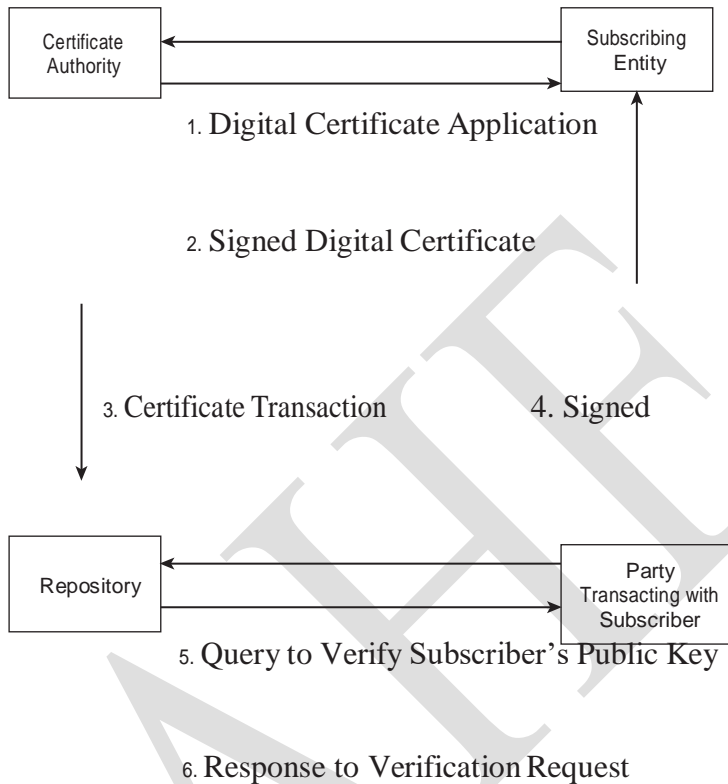 Certificate
Authority
Subscribing
Entity
1. Digital Certificate Application
2. Signed Digital Certificate
3. Certificate Transaction
4. Signed
Repository
Party
Transacting with
Subscriber
5. Query to Verify Subscriber’s Public Key
6. Response to Verification Request
AHE